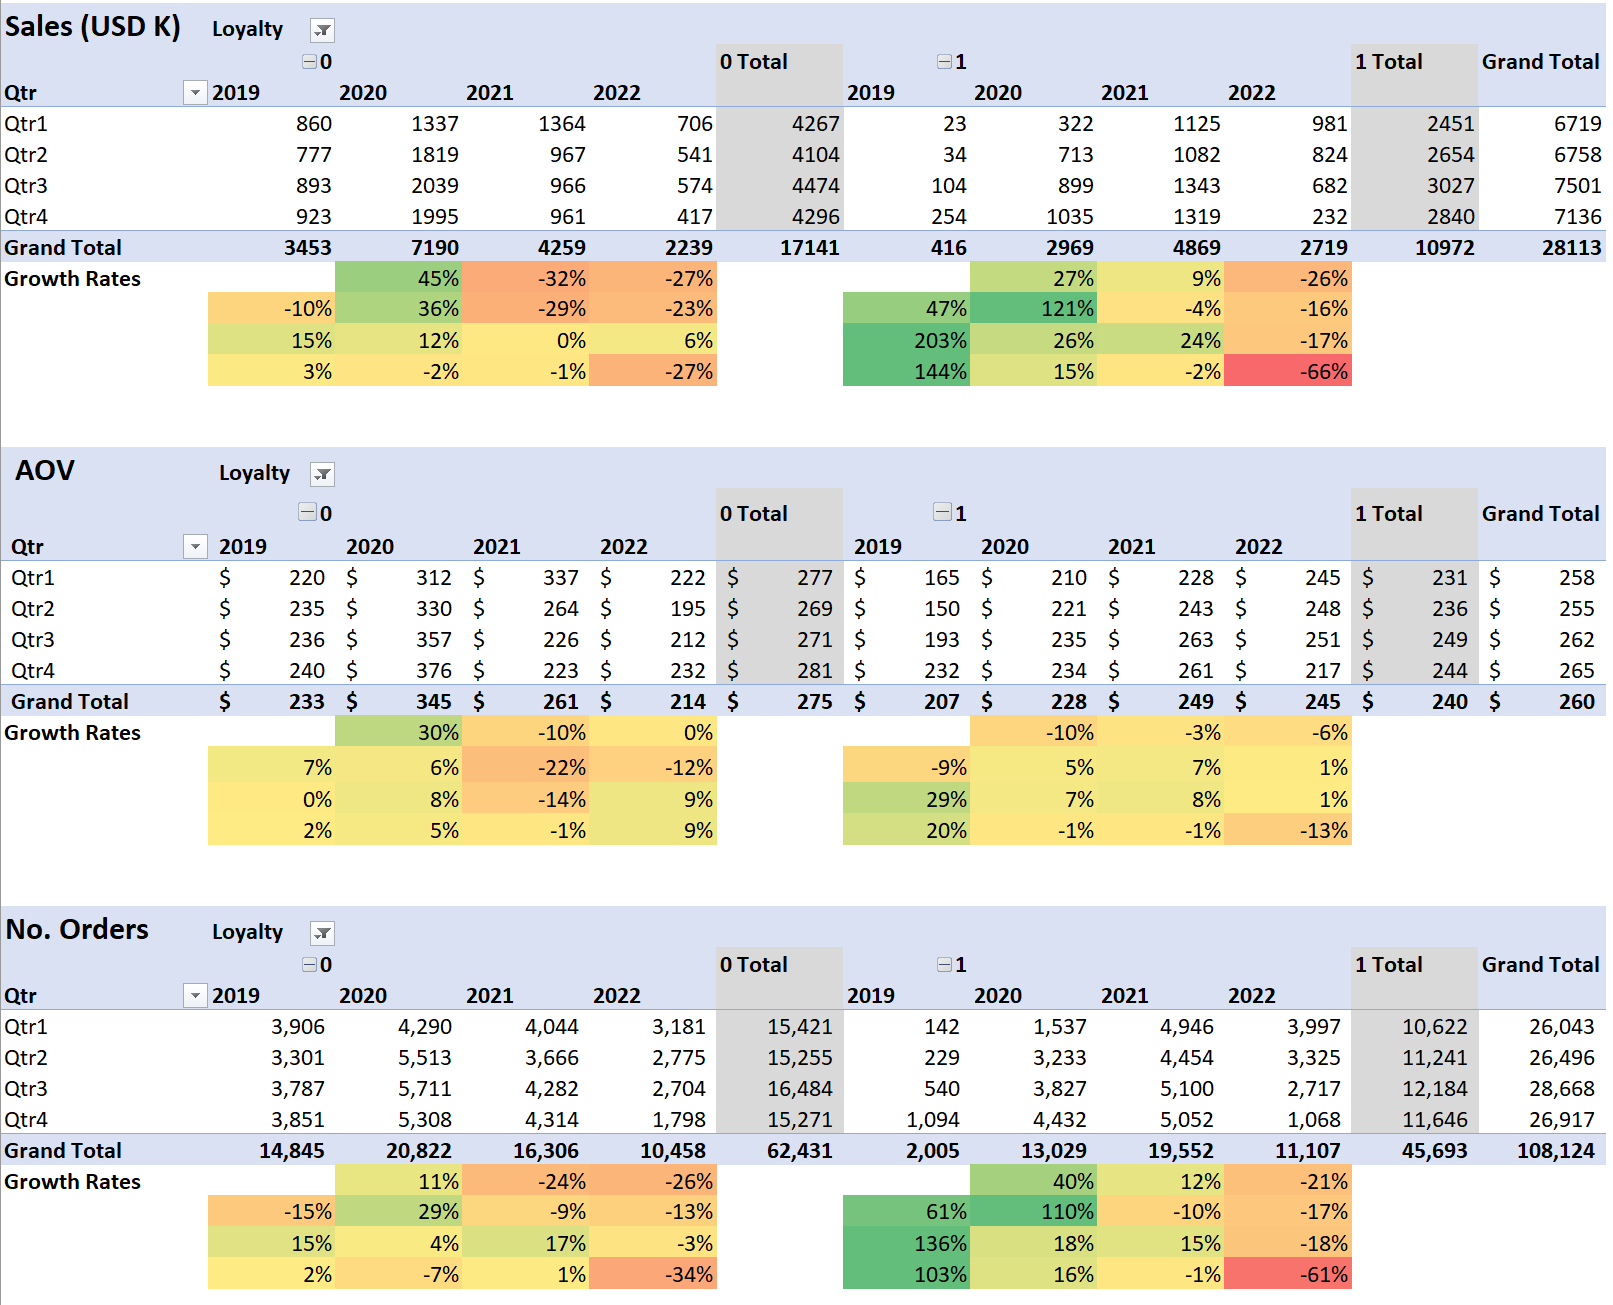 Sales (USD K) Loyalty
0 0 Total 1 1 Total Grand Total
Qtr 2019 2020 2021 2022 2019 2020 2021 2022
Qtr1 860 1337 1364 706 4267 23 322 1125 981 2451 6719
Qtr2 777 1819 967 541 4104 34 713 1082 824 2654 6758
Qtr3 893 2039 966 574 4474 104 899 1343 682 3027 7501
Qtr4 923 1995 961 417 4296 254 1035 1319 232 2840 7136
Grand Total 3453 7190 4259 2239 17141 416 2969 4869 2719 10972 28113
Growth Rates 45% -32% -27% 27% 9% -26%
-10% 36% -29% -23% 47% 121% -4% -16%
15% 12% 0% 6% 203% 26% 24% -17%
3% -2% -1% -27% 144% 15% -2% -66%
AOV Loyalty
0 0 Total 1 1 Total Grand Total
Qtr 2019 2020 2021 2022 2019 2020 2021 2022
Qtr1 $ 220 $ 312 $ 337 $ 222 $ 277 $ 165 $ 210 $ 228 $ 245 $ 231 $ 258
Qtr2 $ 235 $ 330 $ 264 $ 195 $ 269 $ 150 $ 221 $ 243 $ 248 $ 236 $ 255
Qtr3 $ 236 $ 357 $ 226 $ 212 $ 271 $ 193 $ 235 $ 263 $ 251 $ 249 $ 262
Qtr4 $ 240 $ 376 $ 223 $ 232 $ 281 $ 232 $ 234 $ 261 $ 217 $ 244 $ 265
Grand Total $ 233 $ 345 $ 261 $ 214 $ 275 $ 207 $ 228 $ 249 $ 245 $ 240 $ 260
Growth Rates 30% -10% 0% -10% -3% -6%
7% 6% -22% -12% -9% 5% 7% 1%
0% 8% -14% 9% 29% 7% 8% 1%
2% 5% -1% 9% 20% -1% -1% -13%
No. Orders Loyalty
0 0 Total 1 1 Total Grand Total
Qtr 2019 2020 2021 2022 2019 2020 2021 2022
Qtr1 3,906 4,290 4,044 3,181 15,421 142 1,537 4,946 3,997 10,622 26,043
Qtr2 3,301 5,513 3,666 2,775 15,255 229 3,233 4,454 3,325 11,241 26,496
Qtr3 3,787 5,711 4,282 2,704 16,484 540 3,827 5,100 2,717 12,184 28,668
Qtr4 3,851 5,308 4,314 1,798 15,271 1,094 4,432 5,052 1,068 11,646 26,917
Grand Total 14,845 20,822 16,306 10,458 62,431 2,005 13,029 19,552 11,107 45,693 108,124
Growth Rates 11% -24% -26% 40% 12% -21%
-15% 29% -9% -13% 61% 110% -10% -17%
15% 4% 17% -3% 136% 18% 15% -18%
2% -7% 1% -34% 103% 16% -1% -61%